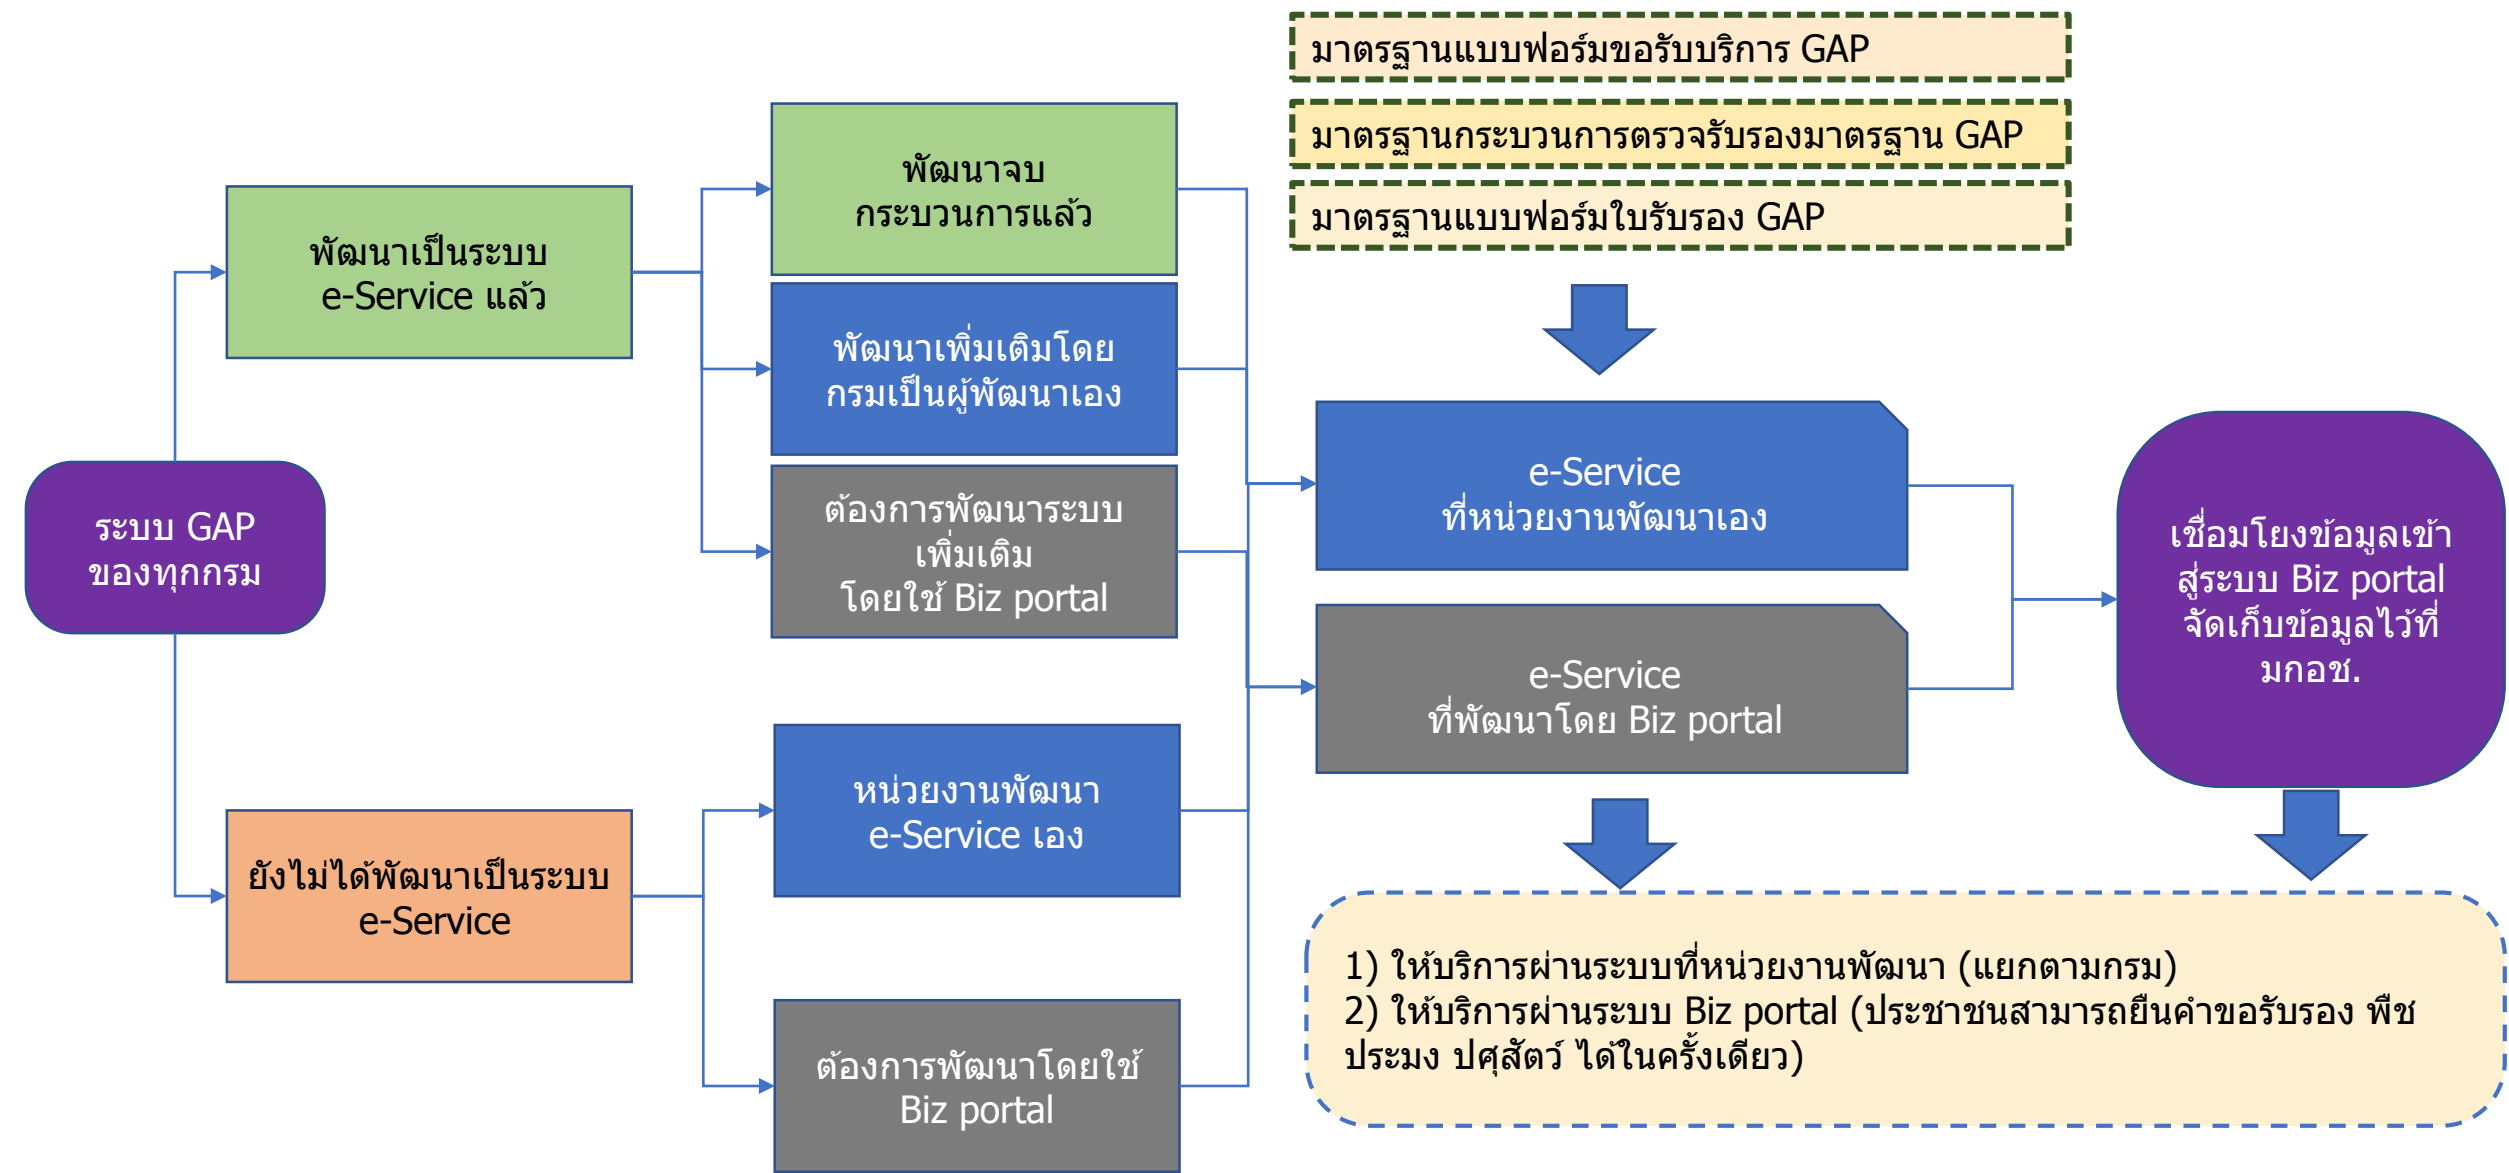 มาตรฐานแบบฟอร์มขอรับบริการ GAP
มาตรฐานกระบวนการตรวจรับรองมาตรฐาน GAP
มาตรฐานแบบฟอร์มใบรับรอง GAP
ระบบ GAP
ของทุกกรม
พัฒนาเป็นระบบ
e-Service แล้ว
ยังไม่ได้พัฒนาเป็นระบบ
e-Service
พัฒนาจบ
กระบวนการแล้ว
พัฒนาเพิ่มเติมโดย
กรมเป็นผู้พัฒนาเอง
ต้องการพัฒนาระบบ
เพิ่มเติม
โดยใช้ Biz portal
หน่วยงานพัฒนา
e-Service เอง
ต้องการพัฒนาโดยใช้
Biz portal
e-Service
ที่หน่วยงานพัฒนาเอง
e-Service
ที่พัฒนาโดย Biz portal
เชื่อมโยงข้อมูลเข้า
สู่ระบบ Biz portal
จัดเก็บข้อมูลไว้ที่
มกอช.
1) ให้บริการผ่านระบบที่หน่วยงานพัฒนา (แยกตามกรม)
2) ให้บริการผ่านระบบ Biz portal (ประชาชนสามารถยืนคำขอรับรอง พืช
ประมง ปศุสัตว์ ได้ในครั้งเดียว)